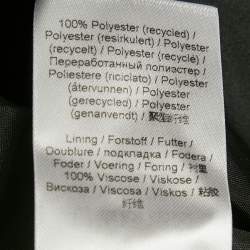 100% Polyester (recycled) /
Polyester (resirkulert) / Polyester
(recycelt) / Polyester (recyclé) /
Переработанный полиэстер /
Poliestere (riciclato) / Polyester
(återvunnen) / Polyester
(gerecycled) / Polyester
(genanvendt) / 聚酯纤维
Lining / Forstoff / Futter /
Doublure / подкладка / Fodera /
Foder / Voering / Foring / 衬里
100% Viscose / Viskose /
Вискоза / Viscosa / Viskos / 粘胶
纤维